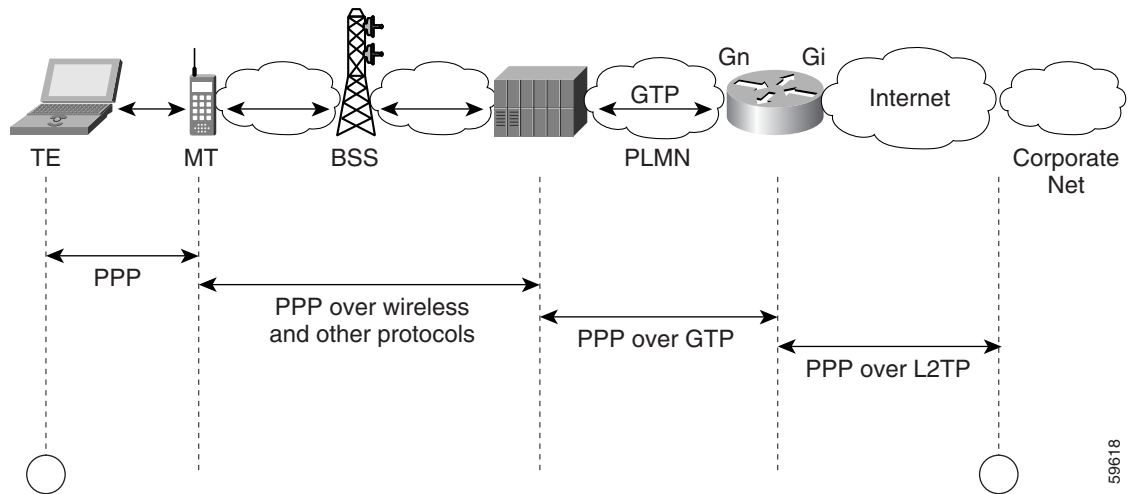 Gn
Gi
GTP
Internet
TE
MT
BSS
PLMN
Corporate
Net
PPP
PPP over wireless
and other protocols
PPP over GTP
PPP over L2TP
59618